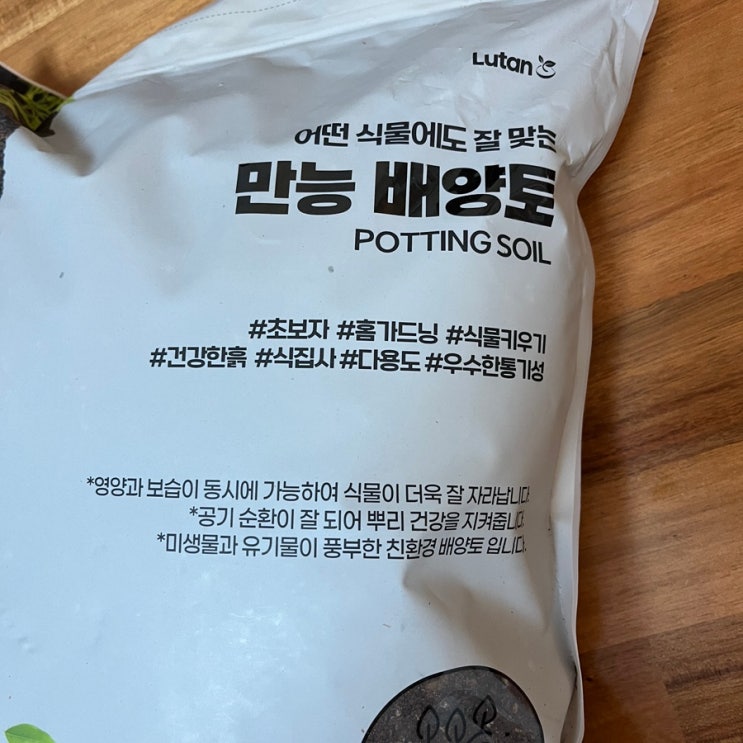 Lutan
어떤 식물에도 잘 맞는
만능 배양토
POTTING SOIL
#초보자 #홈가드닝 #식물키우기
#건강한흙 #식집사 #다용도 #우수한통기성
*영양과 보습이 동시에 가능하여 식물이 더욱 잘 자라납니다.
*공기 순환이 잘 되어 뿌리 건강을 지켜줍니다.
*미생물과 유기물이 풍부한 친환경 배양토 입니다.